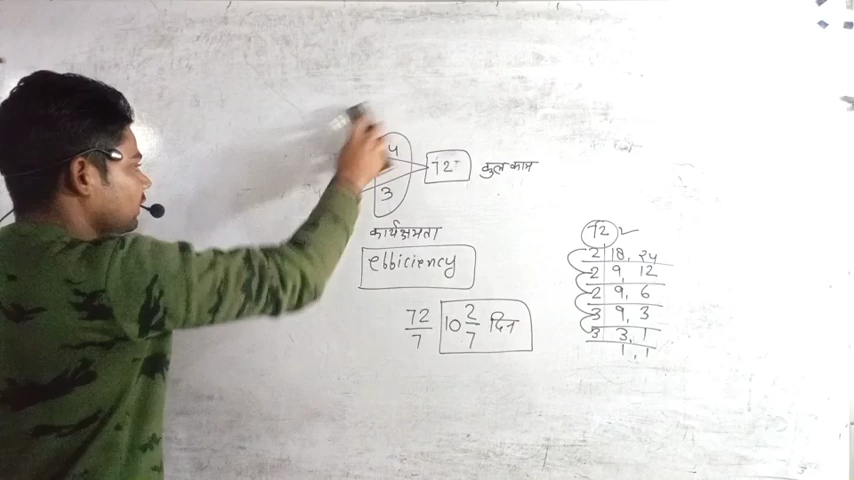 4
72 कुल काम
3
कार्यक्षमता
ebbiciency
72/7 10 2/7 दिन
72
2 18, 24
2 9, 12
2 9, 6
3 9, 3
3 3, 1
1, 1